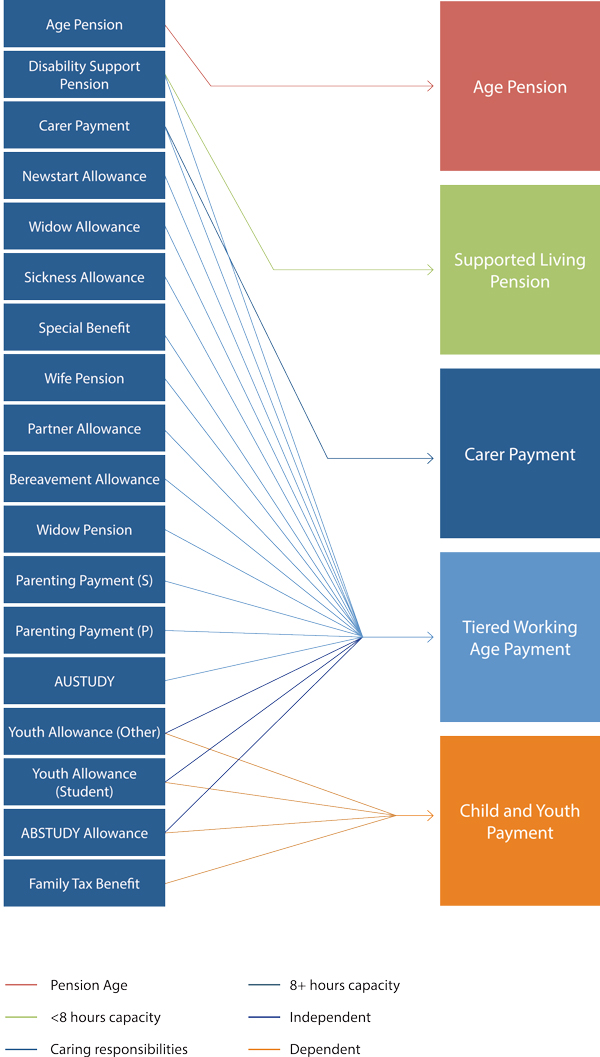 Age Pension
Disability Support
Pension
Carer Payment
Newstart Allowance
Widow Allowance
Sickness Allowance
Special Benefit
Wife Pension
Partner Allowance
Bereavement Allowance
Widow Pension
Parenting Payment (S)
Parenting Payment (P)
AUSTUDY
Youth Allowance (Other)
Youth Allowance
(Student)
ABSTUDY Allowance
Family Tax Benefit
Age Pension
Supported Living
Pension
Carer Payment
Tiered Working
Age Payment
Child and Youth
Payment
Pension Age
<8 hours capacity
Caring responsibilities
8+ hours capacity
Independent
Dependent